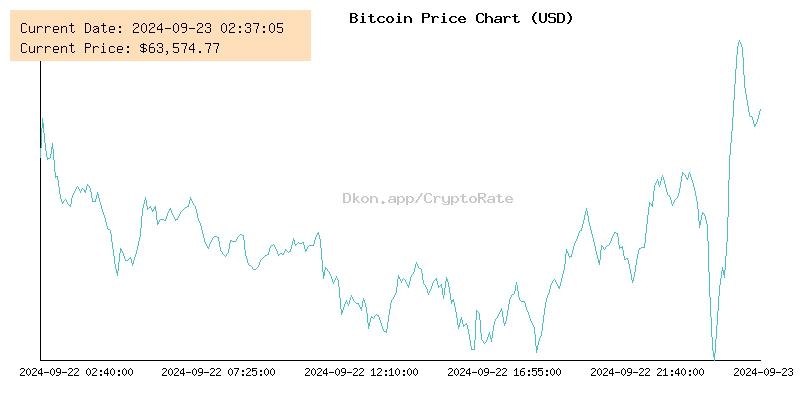 Bitcoin Price Chart (USD)
Current Date: 2024-09-23 02:37:05
Current Price: $63,574.77
Dkon.app/CryptoRate
2024-09-22 02:40:00 2024-09-22 07:25:00 2024-09-22 12:10:00 2024-09-22 16:55:00 2024-09-22 21:40:00 2024-09-23